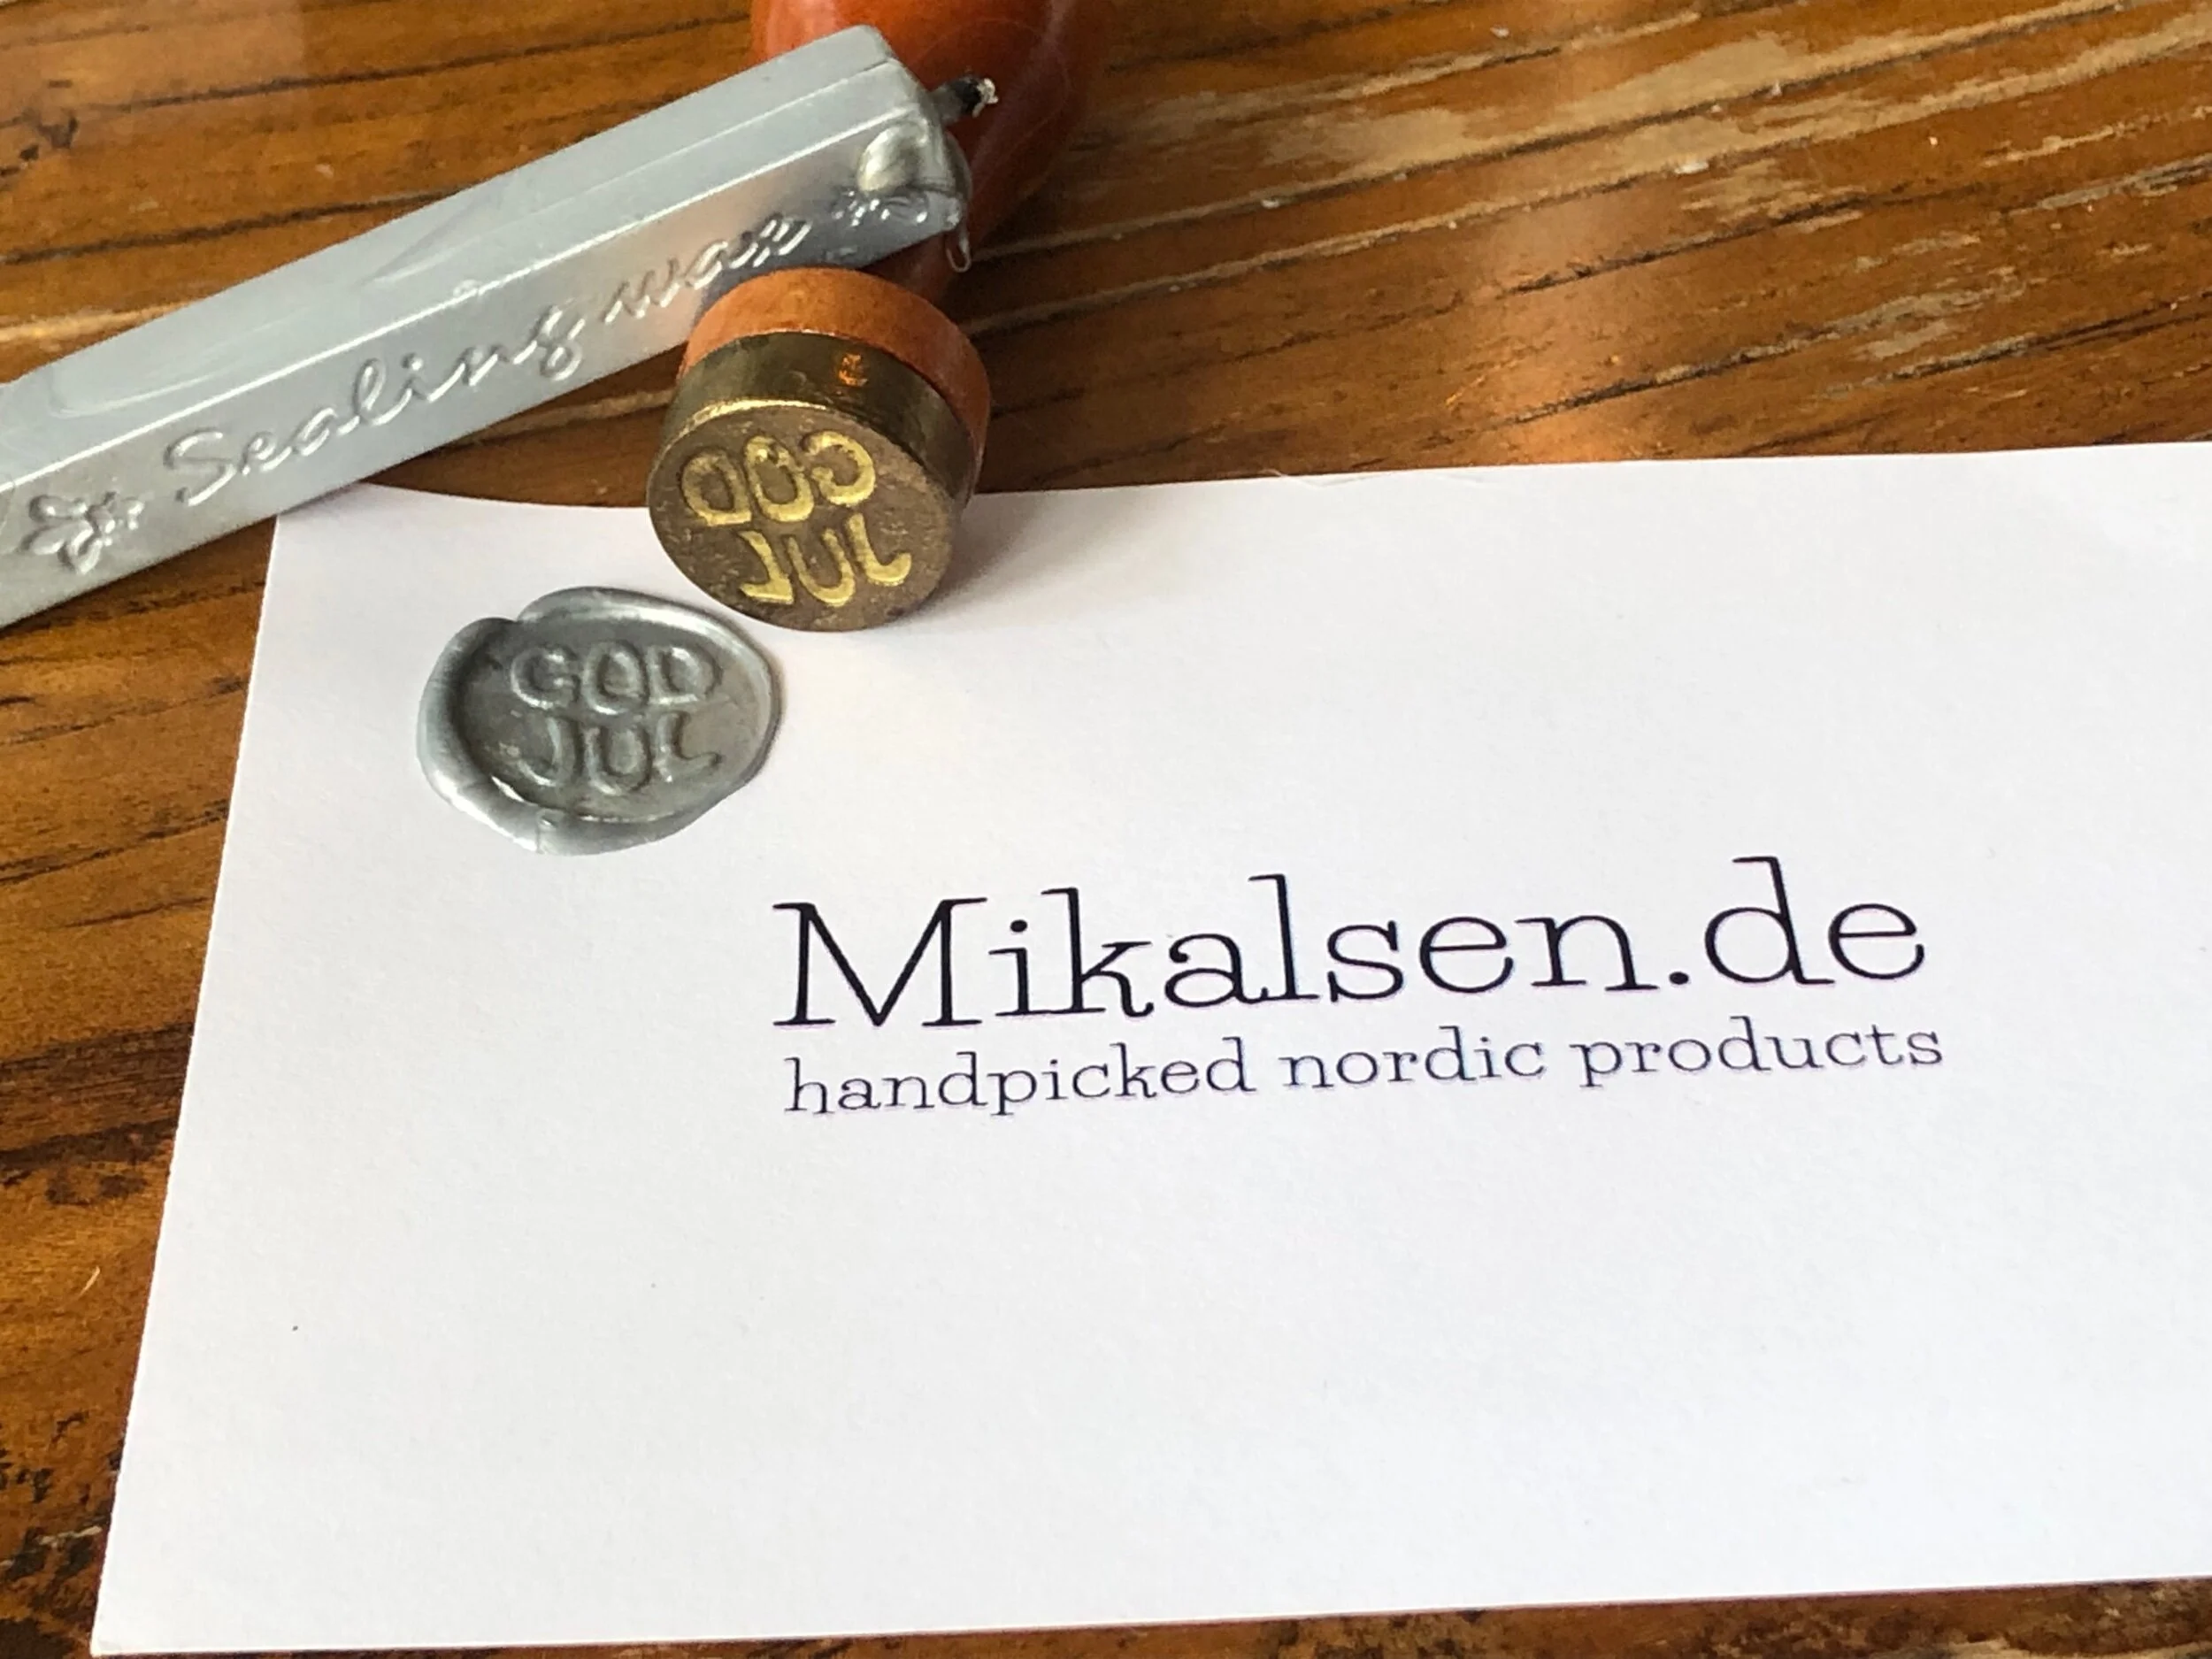 Sealing wax
GOD
JUL
GOD
JUL
Mikalsen.de
handpicked nordic products